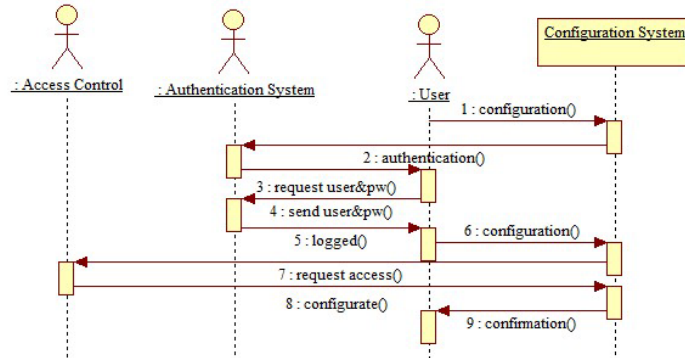 Configuration System
: Access Control
: Authentication System
: User
1 : configuration()
2 : authentication()
3 : request user&pw()
4 : send user&pw()
5 : logged()
6 : configuration()
7 : request access()
8 : configurate()
9 : confirmation()